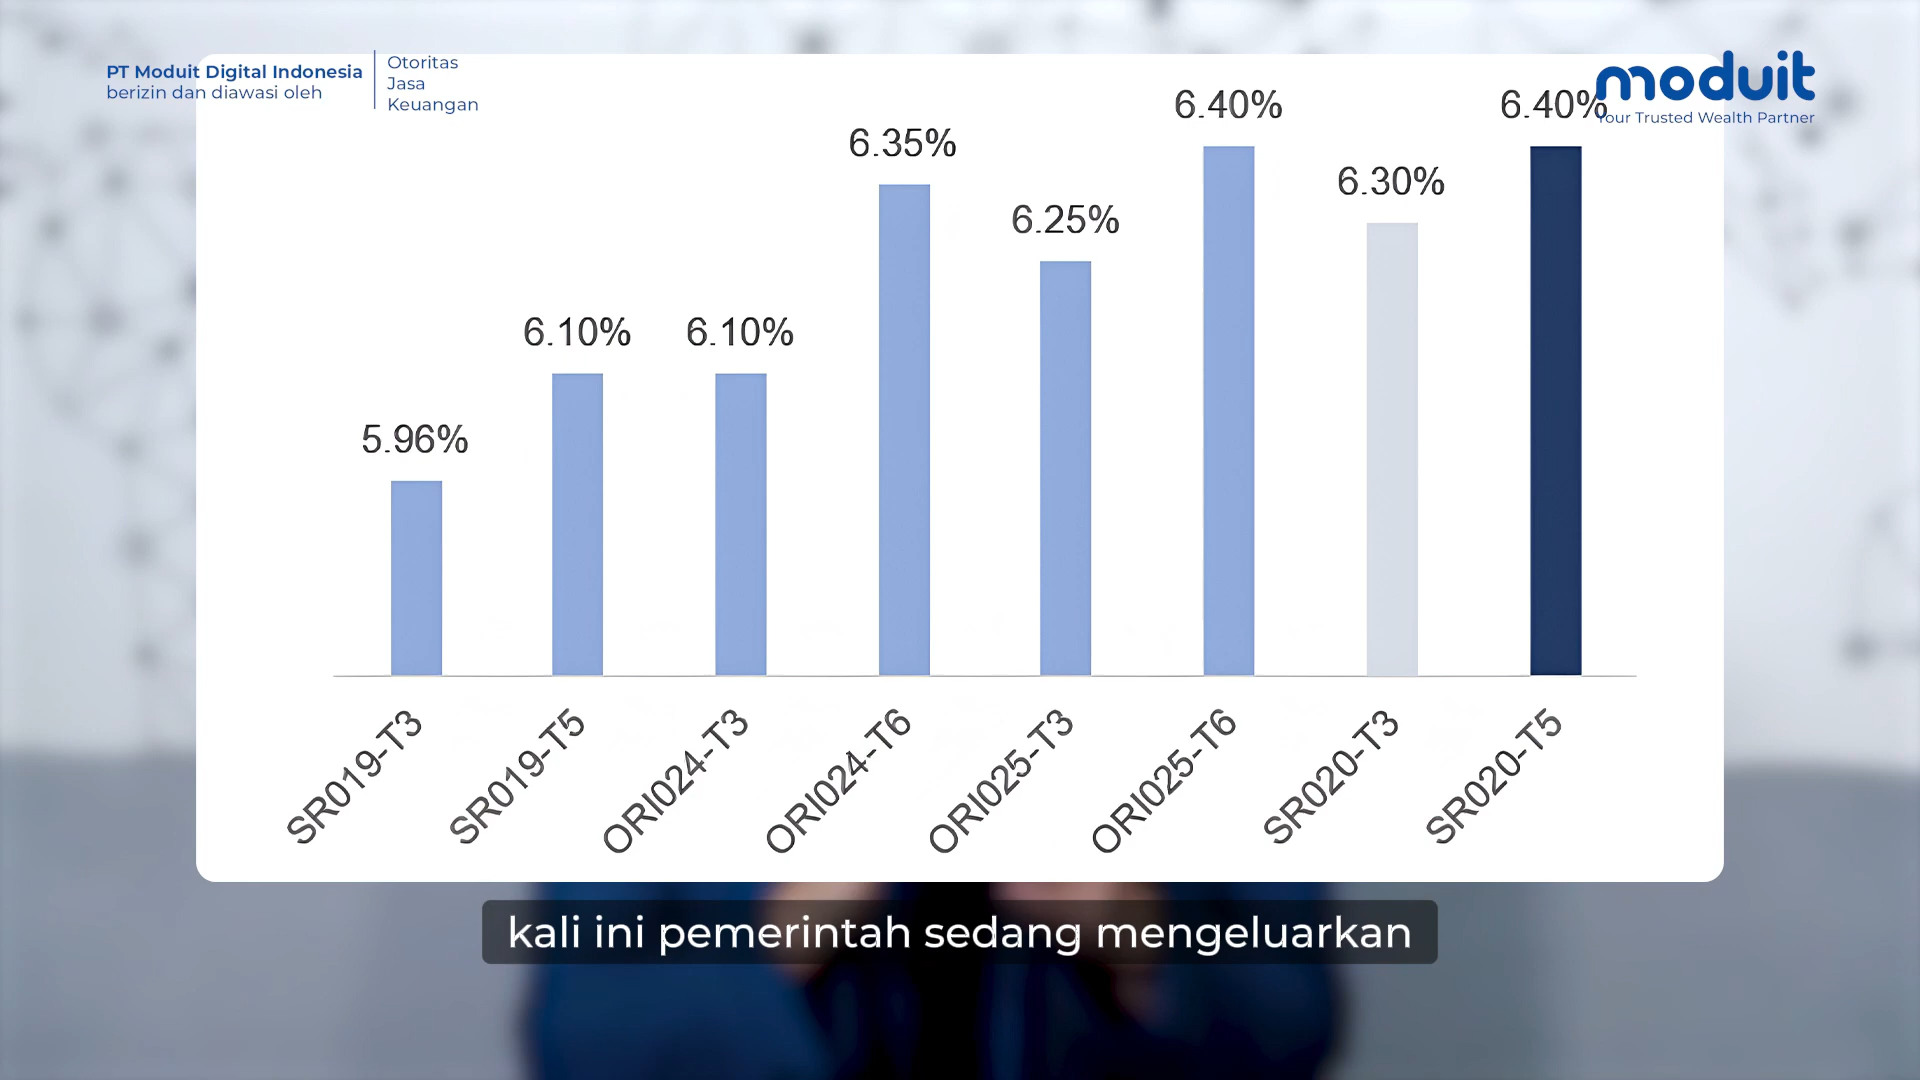 PT Moduit Digital Indonesia
berizin dan diawasi oleh
Otoritas
Jasa
Keuangan
moduit
Your Trusted Wealth Partner
5.96%
6.10%
6.10%
6.35%
6.25%
6.40%
6.30%
6.40%
SR019-T3
SR019-T5
ORI024-T3
ORI024-T6
ORI025-T3
ORI025-T6
SR020-T3
SR020-T5
kali ini pemerintah sedang mengeluarkan